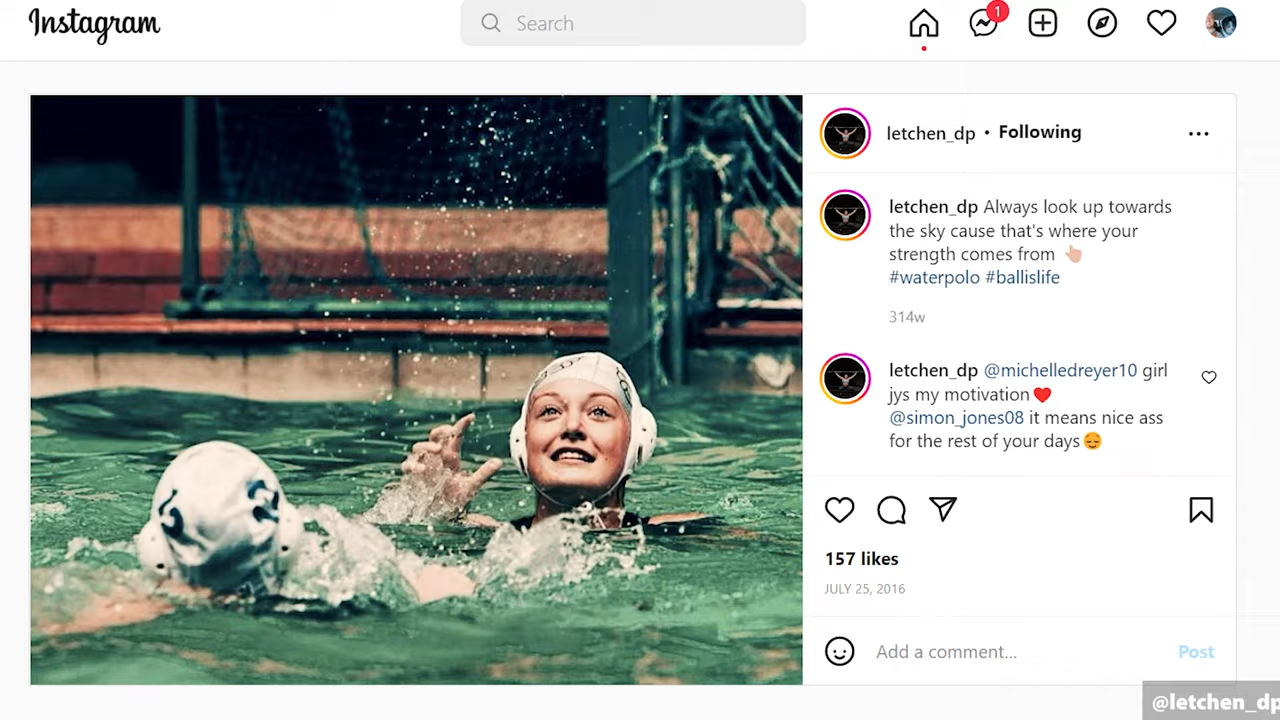 Instagram
Search
1
letchen_dp • Following
letchen_dp Always look up towards
the sky cause that's where your
strength comes from 👆🏼
#waterpolo #ballislife
314w
letchen_dp @michelledreyer10 girl
jys my motivation❤️
@simon_jones08 it means nice ass
for the rest of your days😌
157 likes
JULY 25, 2016
Add a comment...
Post
@letchen_dp